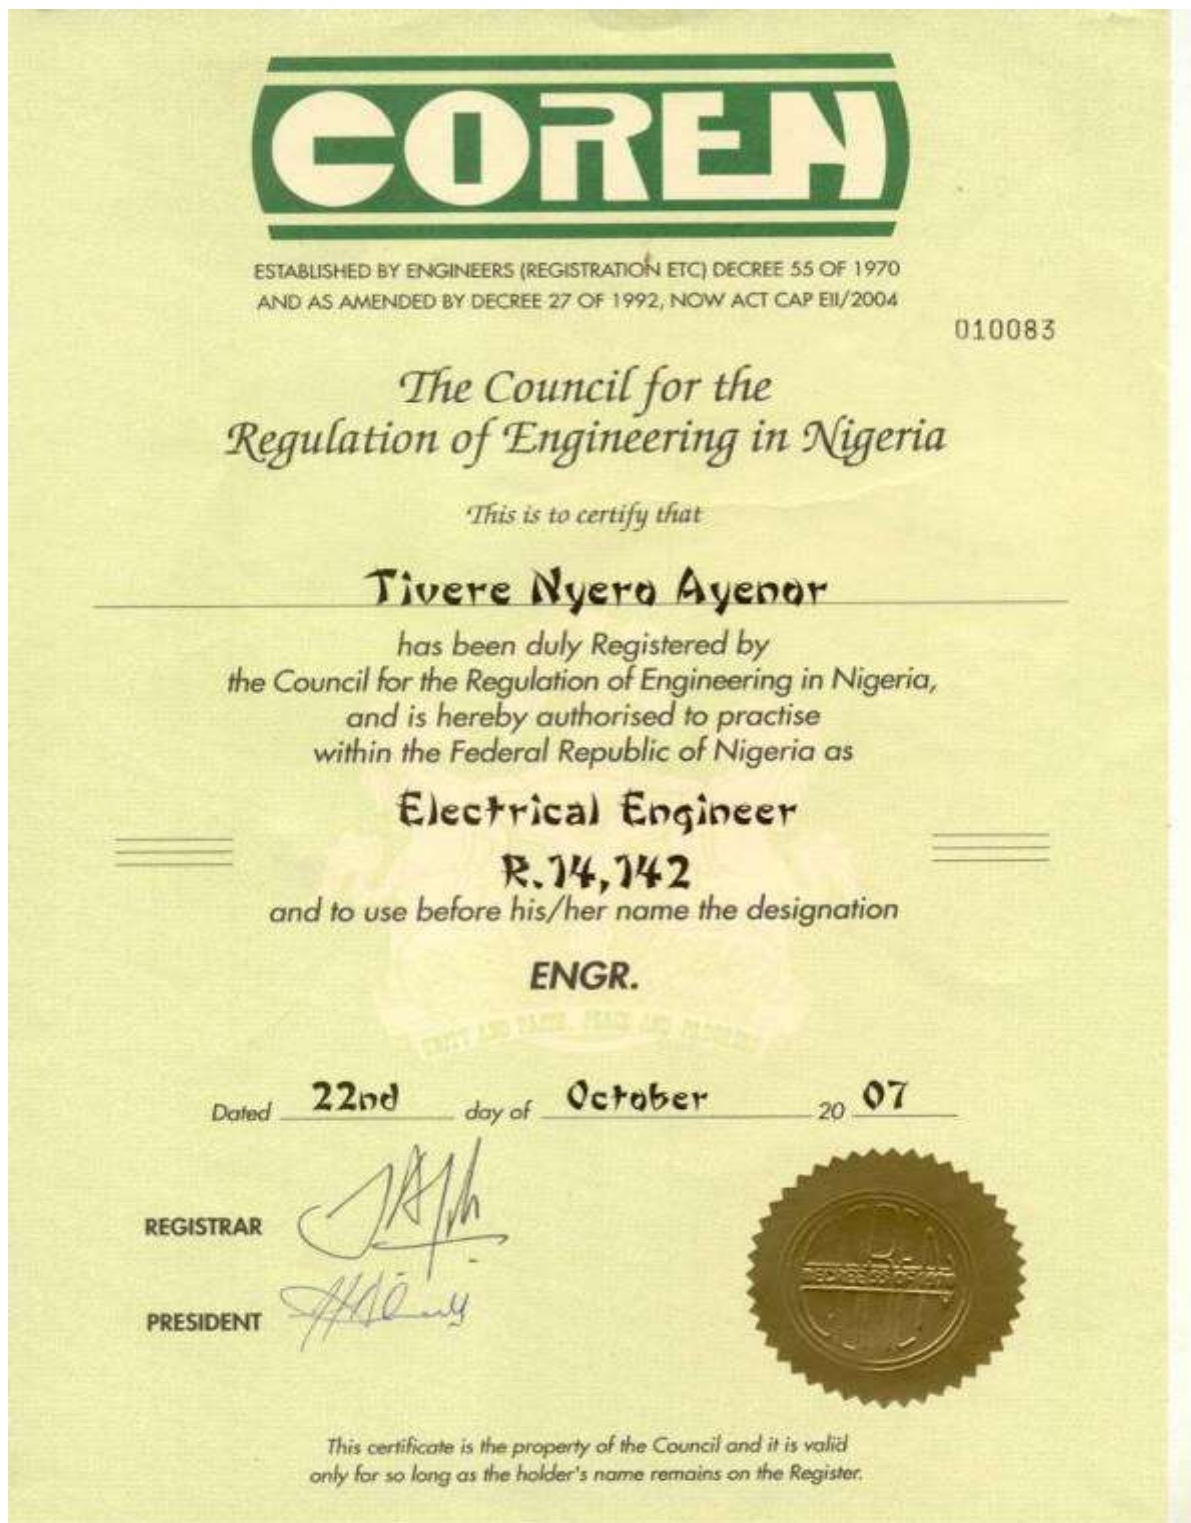 COREN
ESTABLISHED BY ENGINEERS (REGISTRATION ETC) DECREE 55 OF 1970
AND AS AMENDED BY DECREE 27 OF 1992, NOW ACT CAP EII/2004
010083
The Council for the
Regulation of Engineering in Nigeria
This is to certify that
Tivere Nyero Ayenor
has been duly Registered by
the Council for the Regulation of Engineering in Nigeria,
and is hereby authorised to practise
within the Federal Republic of Nigeria as
Electrical Engineer
R.14,142
and to use before his/her name the designation
ENGR.
UNITY AND FAITH, PEACE AND PROGRESS
Dated 22nd day of October 20 07
REGISTRAR
PRESIDENT
This certificate is the property of the Council and it is valid
only for so long as the holder's name remains on the Register.